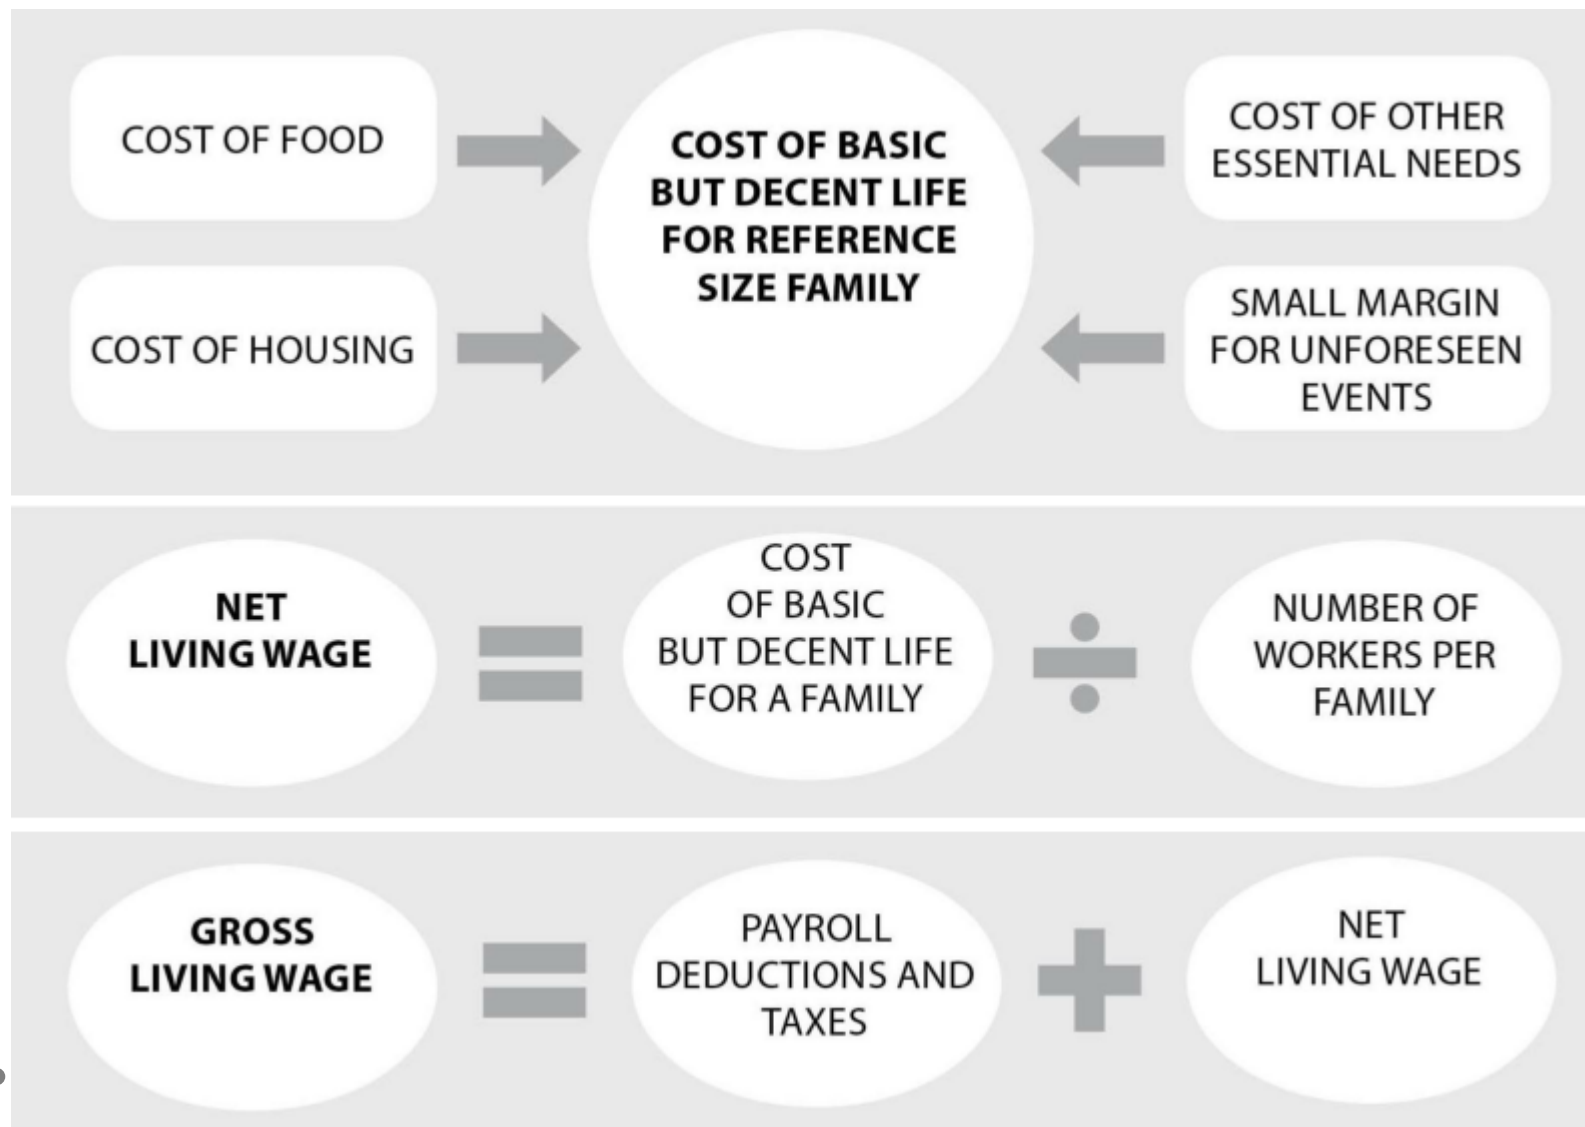 COST OF FOOD
COST OF HOUSING
COST OF BASIC
BUT DECENT LIFE
FOR REFERENCE
SIZE FAMILY
COST OF OTHER
ESSENTIAL NEEDS
SMALL MARGIN
FOR UNFORESEEN
EVENTS
NET
LIVING WAGE
COST
OF BASIC
BUT DECENT LIFE
FOR A FAMILY
NUMBER OF
WORKERS PER
FAMILY
GROSS
LIVING WAGE
PAYROLL
DEDUCTIONS AND
TAXES
NET
LIVING WAGE